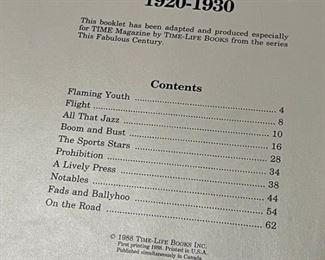 1920-1930
This booklet has been adapted and produced especially
for TIME Magazine by TIME-LIFE BOOKS from the series
This Fabulous Century.
Contents
Flaming Youth 4
Flight 8
All That Jazz 10
Boom and Bust 16
The Sports Stars 28
Prohibition 34
A Lively Press 38
Notables 44
Fads and Ballyhoo 54
On the Road 62
© 1988 TIME-LIFE BOOKS INC.
First printing 1988. Printed in U.S.A.
Published simultaneously in Canada.